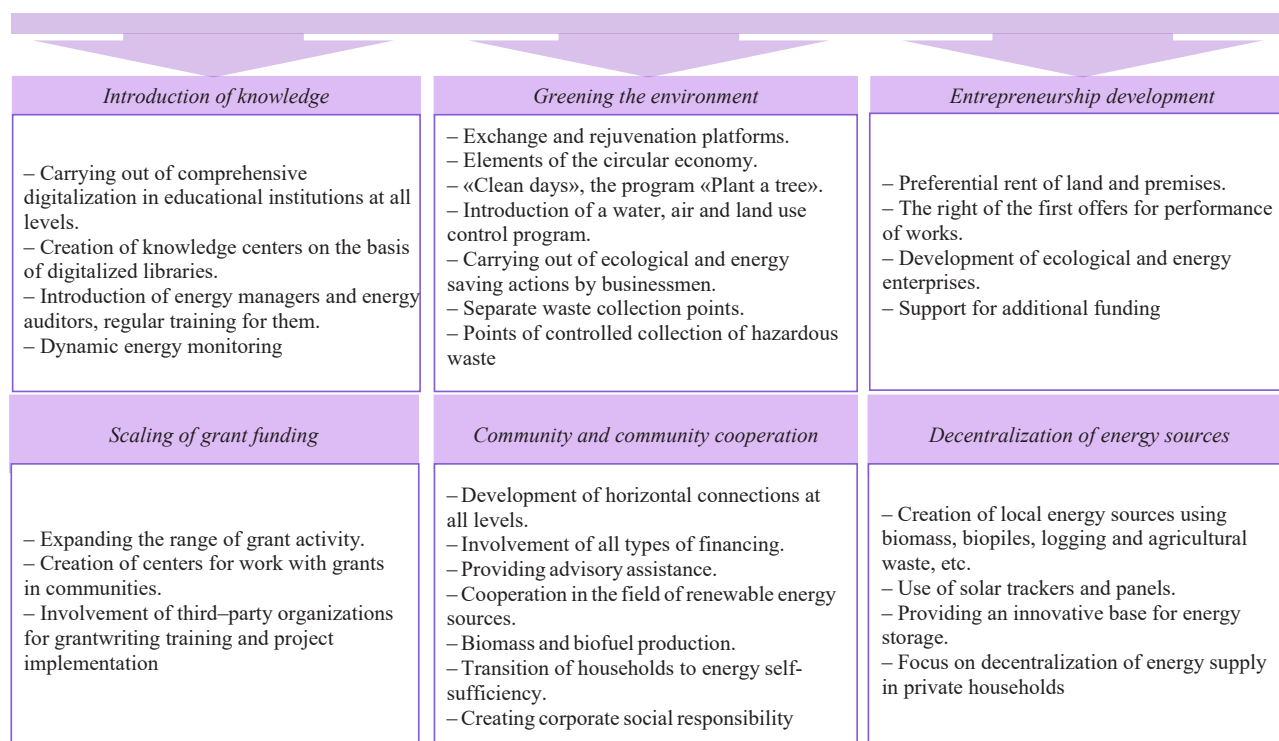 Introduction of knowledge
– Carrying out of comprehensive
digitalization in educational institutions at all
levels.
– Creation of knowledge centers on the basis
of digitalized libraries.
– Introduction of energy managers and energy
auditors, regular training for them.
– Dynamic energy monitoring
Greening the environment
– Exchange and rejuvenation platforms.
– Elements of the circular economy.
– «Clean days», the program «Plant a tree».
– Introduction of a water, air and land use
control program.
– Carrying out of ecological and energy
saving actions by businessmen.
– Separate waste collection points.
– Points of controlled collection of hazardous
waste
Entrepreneurship development
– Preferential rent of land and premises.
– The right of the first offers for performance
of works.
– Development of ecological and energy
enterprises.
– Support for additional funding
Scaling of grant funding
– Expanding the range of grant activity.
– Creation of centers for work with grants
in communities.
– Involvement of third–party organizations
for grantwriting training and project
implementation
Community and community cooperation
– Development of horizontal connections at
all levels.
– Involvement of all types of financing.
– Providing advisory assistance.
– Cooperation in the field of renewable energy
sources.
– Biomass and biofuel production.
– Transition of households to energy self-
sufficiency.
– Creating corporate social responsibility
Decentralization of energy sources
– Creation of local energy sources using
biomass, biopiles, logging and agricultural
waste, etc.
– Use of solar trackers and panels.
– Providing an innovative base for energy
storage.
– Focus on decentralization of energy supply
in private households